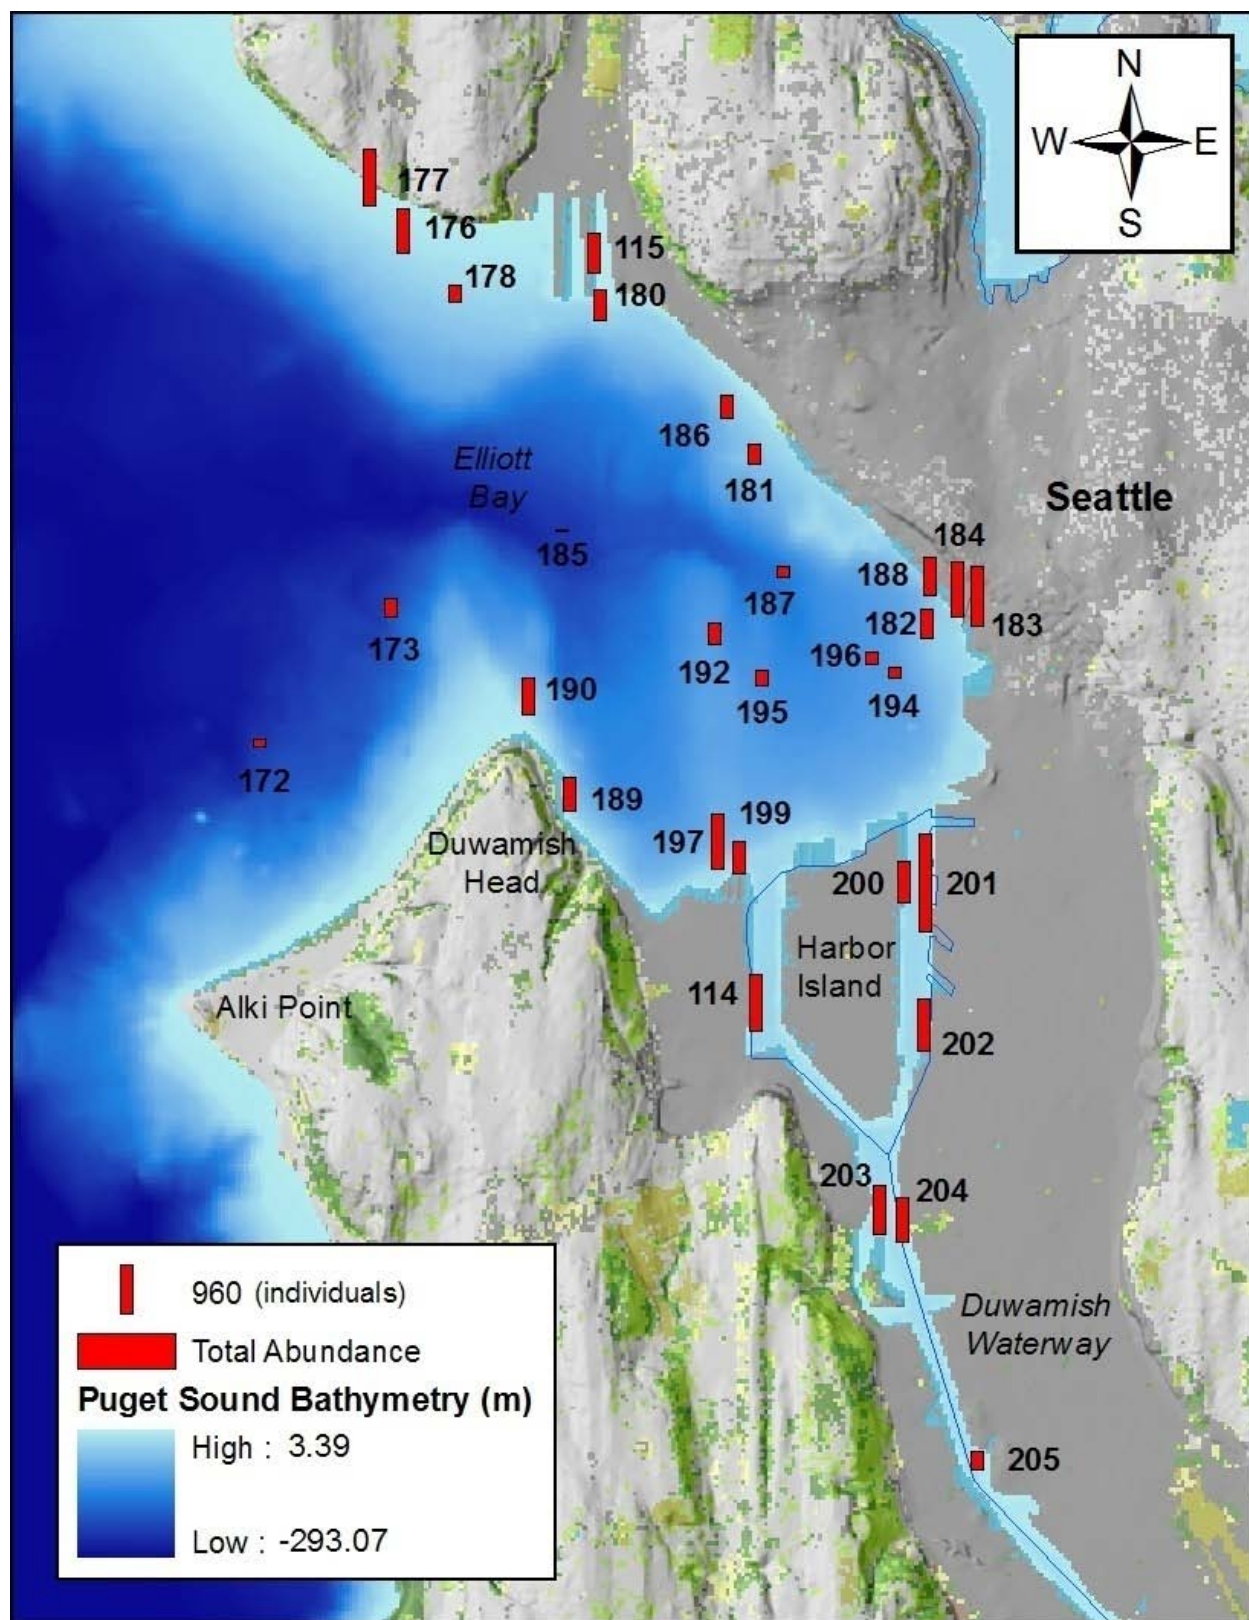 N
W E
S
177
176
115
178
180
186
181
Elliott
Bay
Seattle
184
185
188
187
183
182
173
192
196
195
194
190
172
189
199
197
Duwamish
Head
200
201
Harbor
Island
114
Alki Point
202
203
204
960 (individuals)
Total Abundance
Puget Sound Bathymetry (m)
High : 3.39
Low : -293.07
Duwamish
Waterway
205